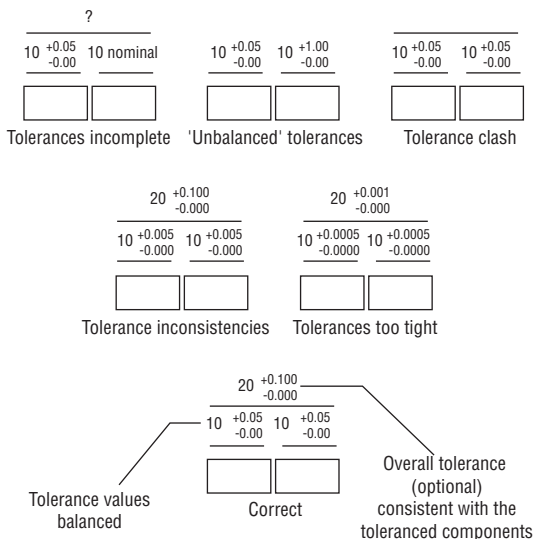 ?
10 +0.05 -0.00 10 nominal
Tolerances incomplete
10 +0.05 -0.00 10 +1.00 -0.00
'Unbalanced' tolerances
10 +0.05 -0.00 10 +0.05 -0.00
Tolerance clash
20 +0.100 -0.000
10 +0.005 -0.000 10 +0.005 -0.000
Tolerance inconsistencies
20 +0.001 -0.000
10 +0.0005 -0.0000 10 +0.0005 -0.0000
Tolerances too tight
20 +0.100 -0.000
10 +0.05 -0.00 10 +0.05 -0.00
Correct
Tolerance values
balanced
Overall tolerance
(optional)
consistent with the
toleranced components